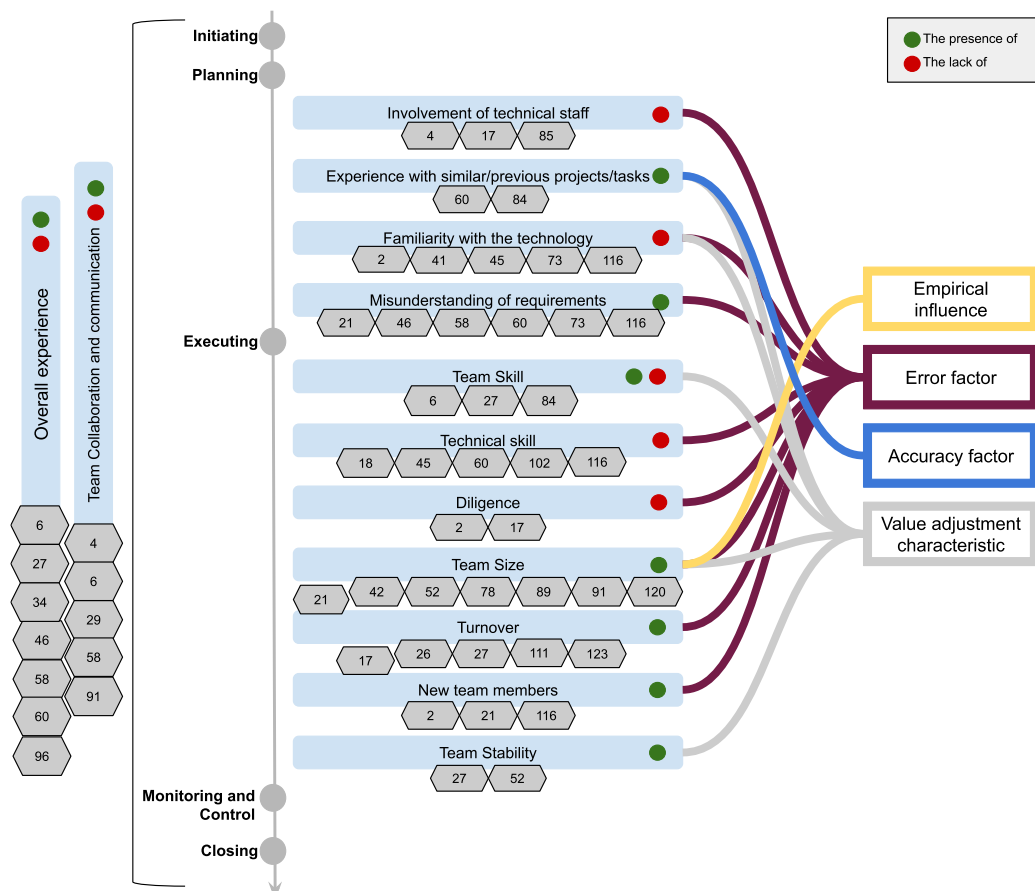 Initiating
Planning
The presence of
The lack of
Involvement of technical staff
4 17 85
Experience with similar/previous projects/tasks
60 84
Familiarity with the technology
2 41 45 73 116
Misunderstanding of requirements
21 46 58 60 73 116
Executing
Team Skill
6 27 84
Technical skill
18 45 60 102 116
Diligence
2 17
Team Size
21 42 52 78 89 91 120
Turnover
17 26 27 111 123
New team members
2 21 116
Team Stability
27 52
Monitoring and
Control
Closing
Overall experience
6
27
34
46
58
60
96
Team Collaboration and communication
4
6
29
58
91
Empirical
influence
Error factor
Accuracy factor
Value adjustment
characteristic